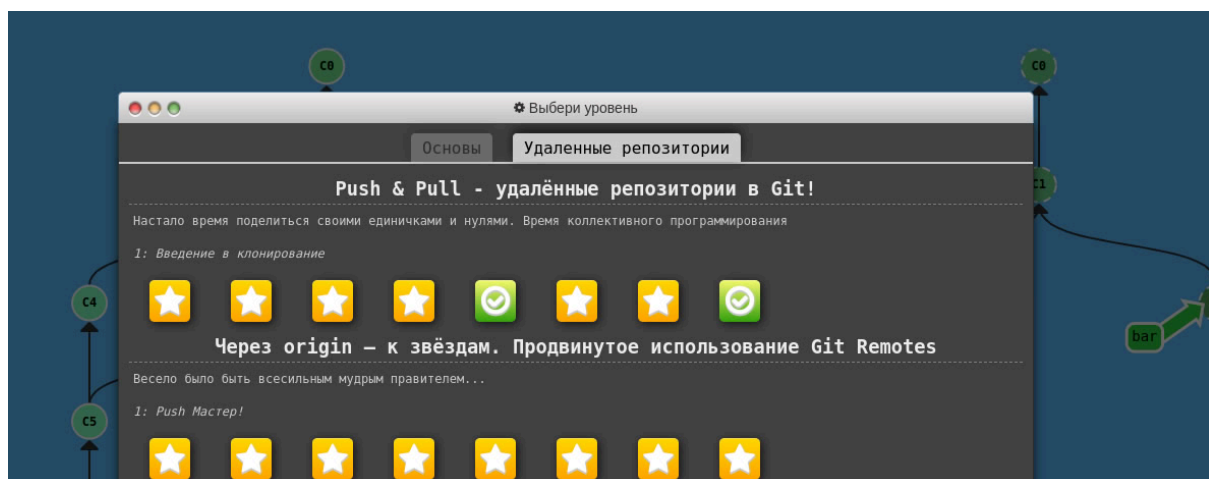 C0
C0
Выбери уровень
Основы
Удаленные репозитории
Push & Pull - удалённые репозитории в Git!
C1
Настало время поделиться своими единичками и нулями. Время коллективного программирования
1: Введение в клонирование
C4
Через origin – к звёздам. Продвинутое использование Git Remotes
bar
Весело было быть всесильным мудрым правителем...
1: Push Мастер!
C5